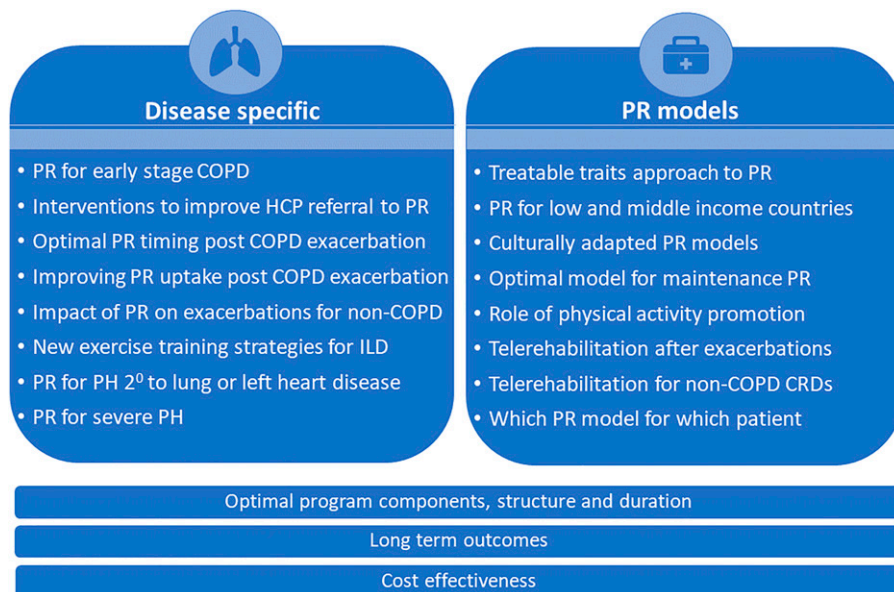 Disease specific
• PR for early stage COPD
• Interventions to improve HCP referral to PR
• Optimal PR timing post COPD exacerbation
• Improving PR uptake post COPD exacerbation
• Impact of PR on exacerbations for non-COPD
• New exercise training strategies for ILD
• PR for PH 2⁰ to lung or left heart disease
• PR for severe PH
PR models
• Treatable traits approach to PR
• PR for low and middle income countries
• Culturally adapted PR models
• Optimal model for maintenance PR
• Role of physical activity promotion
• Telerehabilitation after exacerbations
• Telerehabilitation for non-COPD CRDs
• Which PR model for which patient
Optimal program components, structure and duration
Long term outcomes
Cost effectiveness